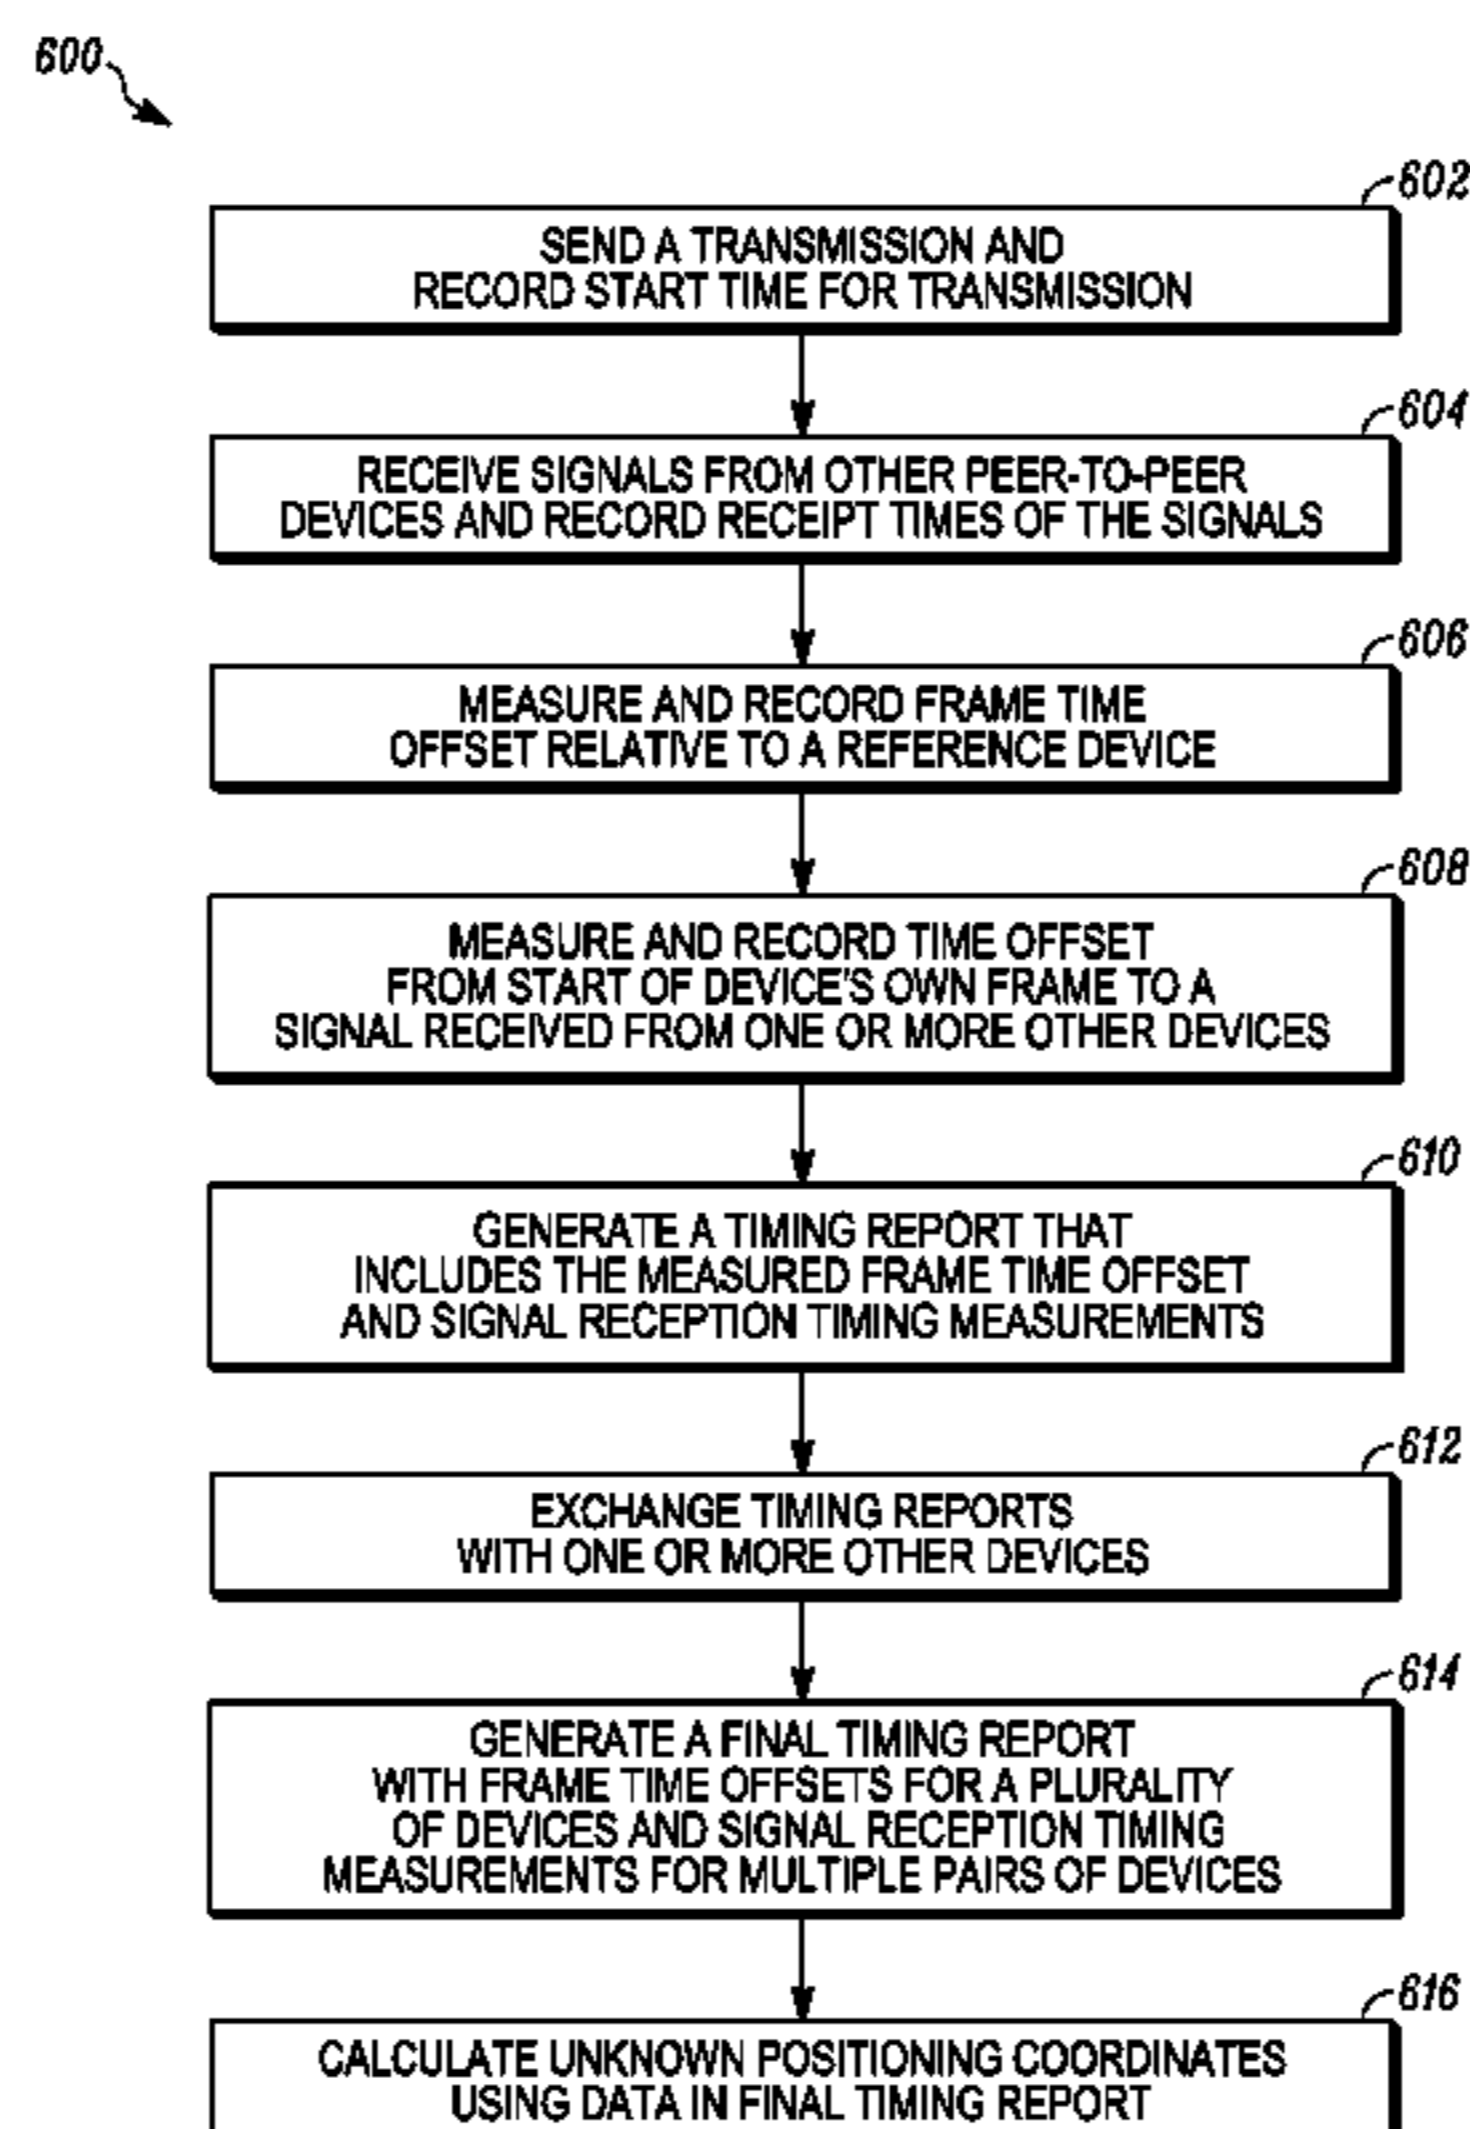 600
602
SEND A TRANSMISSION AND
RECORD START TIME FOR TRANSMISSION
604
RECEIVE SIGNALS FROM OTHER PEER-TO-PEER
DEVICES AND RECORD RECEIPT TIMES OF THE SIGNALS
606
MEASURE AND RECORD FRAME TIME
OFFSET RELATIVE TO A REFERENCE DEVICE
608
MEASURE AND RECORD TIME OFFSET
FROM START OF DEVICE'S OWN FRAME TO A
SIGNAL RECEIVED FROM ONE OR MORE OTHER DEVICES
610
GENERATE A TIMING REPORT THAT
INCLUDES THE MEASURED FRAME TIME OFFSET
AND SIGNAL RECEPTION TIMING MEASUREMENTS
612
EXCHANGE TIMING REPORTS
WITH ONE OR MORE OTHER DEVICES
614
GENERATE A FINAL TIMING REPORT
WITH FRAME TIME OFFSETS FOR A PLURALITY
OF DEVICES AND SIGNAL RECEPTION TIMING
MEASUREMENTS FOR MULTIPLE PAIRS OF DEVICES
616
CALCULATE UNKNOWN POSITIONING COORDINATES
USING DATA IN FINAL TIMING REPORT